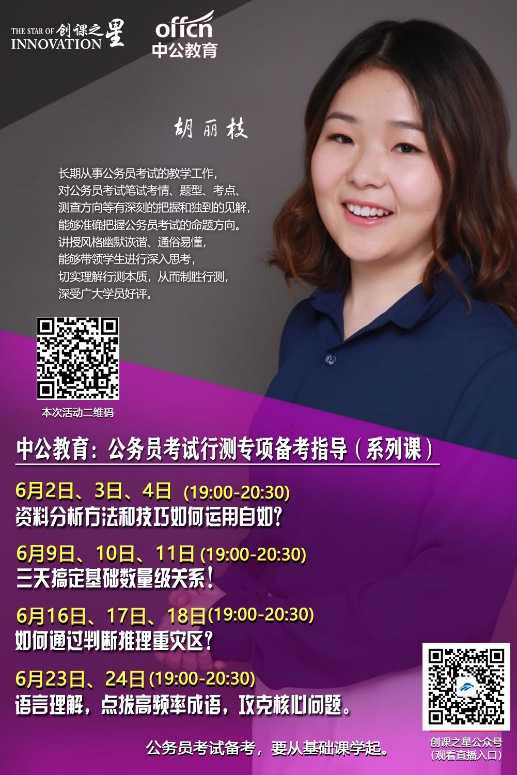 THE STAR OF 创课之星
INNOVATION
offcn
中公教育
胡丽枝
长期从事公务员考试的教学工作，
对公务员考试笔试考情、题型、考点、
测查方向等有深刻的把握和独到的见解，
能够准确把握公务员考试的命题方向。
讲授风格幽默诙谐、通俗易懂，
能够带领学生进行深入思考，
切实理解行测本质，从而制胜行测，
深受广大学员好评。
本次活动二维码
中公教育：公务员考试行测专项备考指导（系列课）
6月2日、3日、4日 (19:00-20:30)
资料分析方法和技巧如何运用自如？
6月9日、10日、11日 (19:00-20:30)
三天搞定基础数量级关系！
6月16日、17日、18日(19:00-20:30)
如何通过判断推理重灾区？
6月23日、24日 (19:00-20:30)
语言理解，点拔高频率成语，攻克核心问题。
公务员考试备考，要从基础课学起。
创课之星公众号
(观看直播入口)